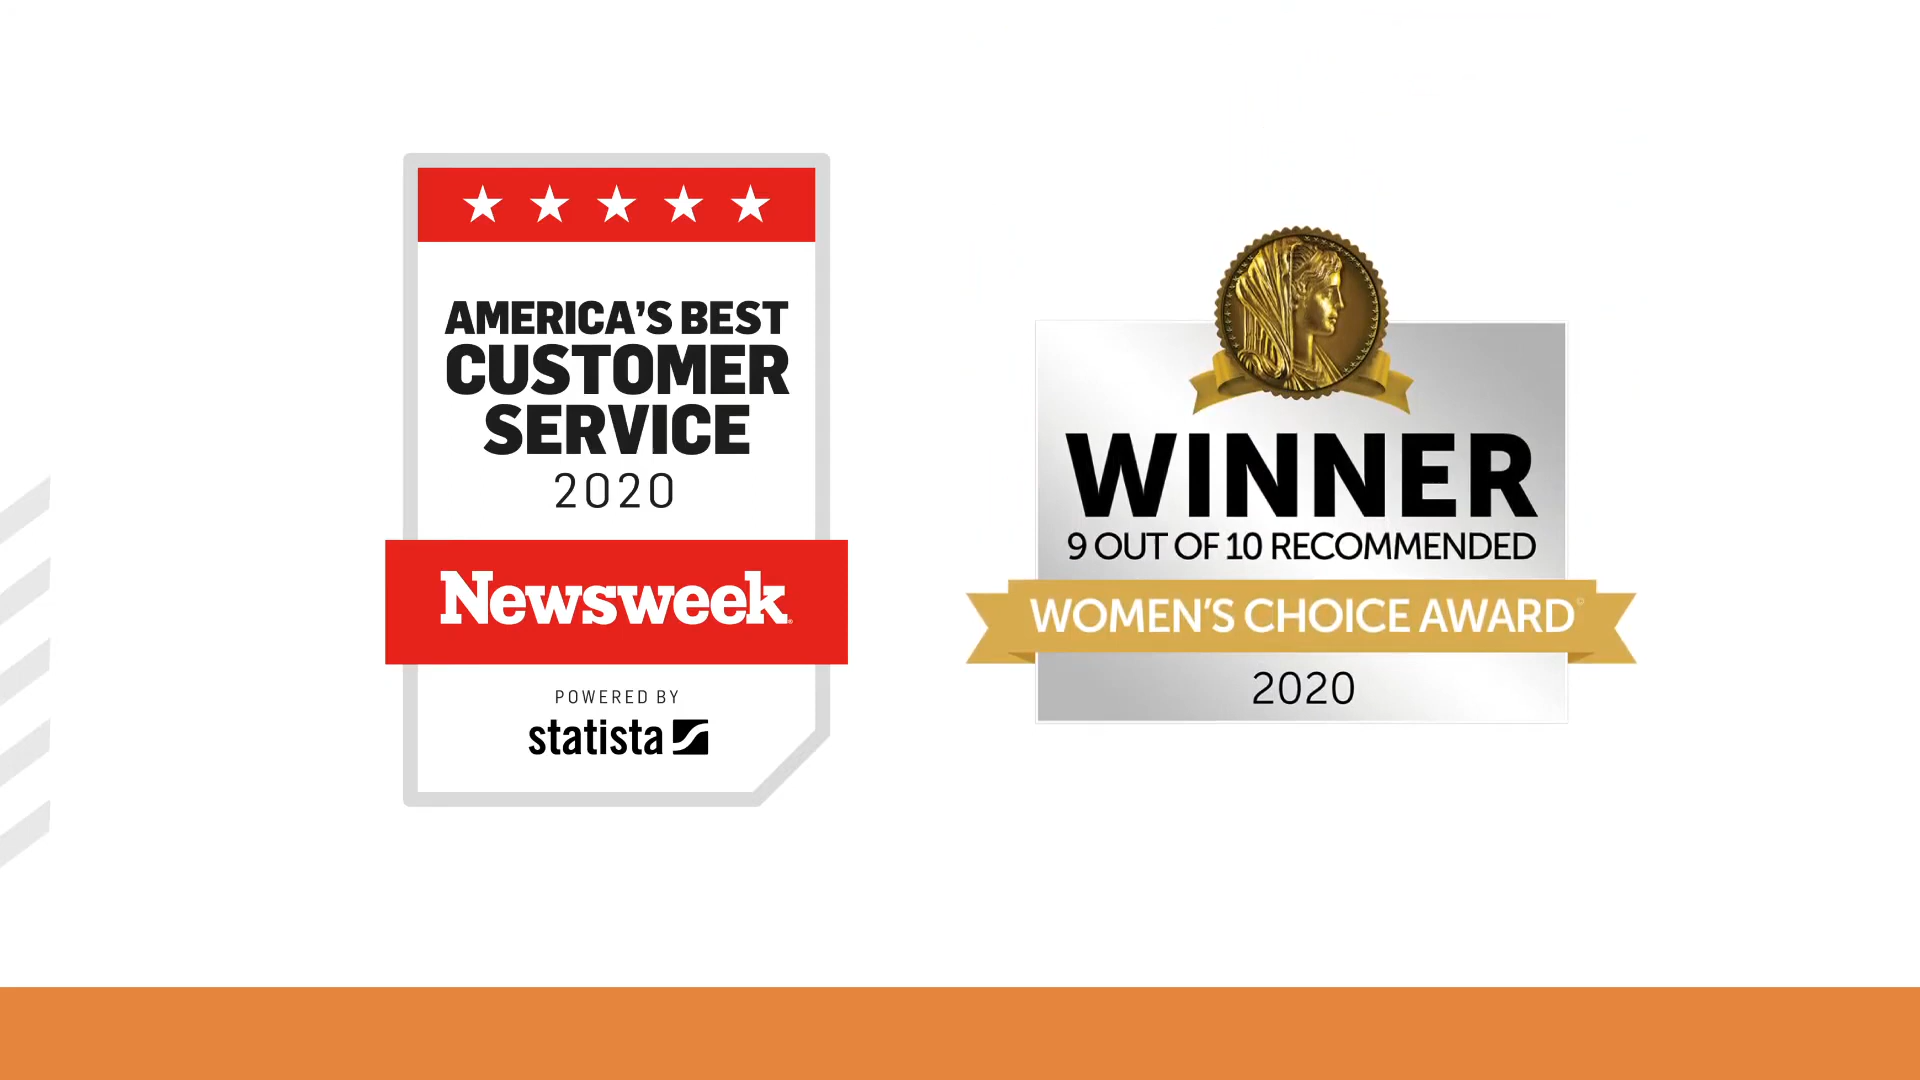 AMERICA'S BEST
CUSTOMER
SERVICE
2020
Newsweek
POWERED BY
statista
WINNER
9 OUT OF 10 RECOMMENDED
WOMEN'S CHOICE AWARD
2020